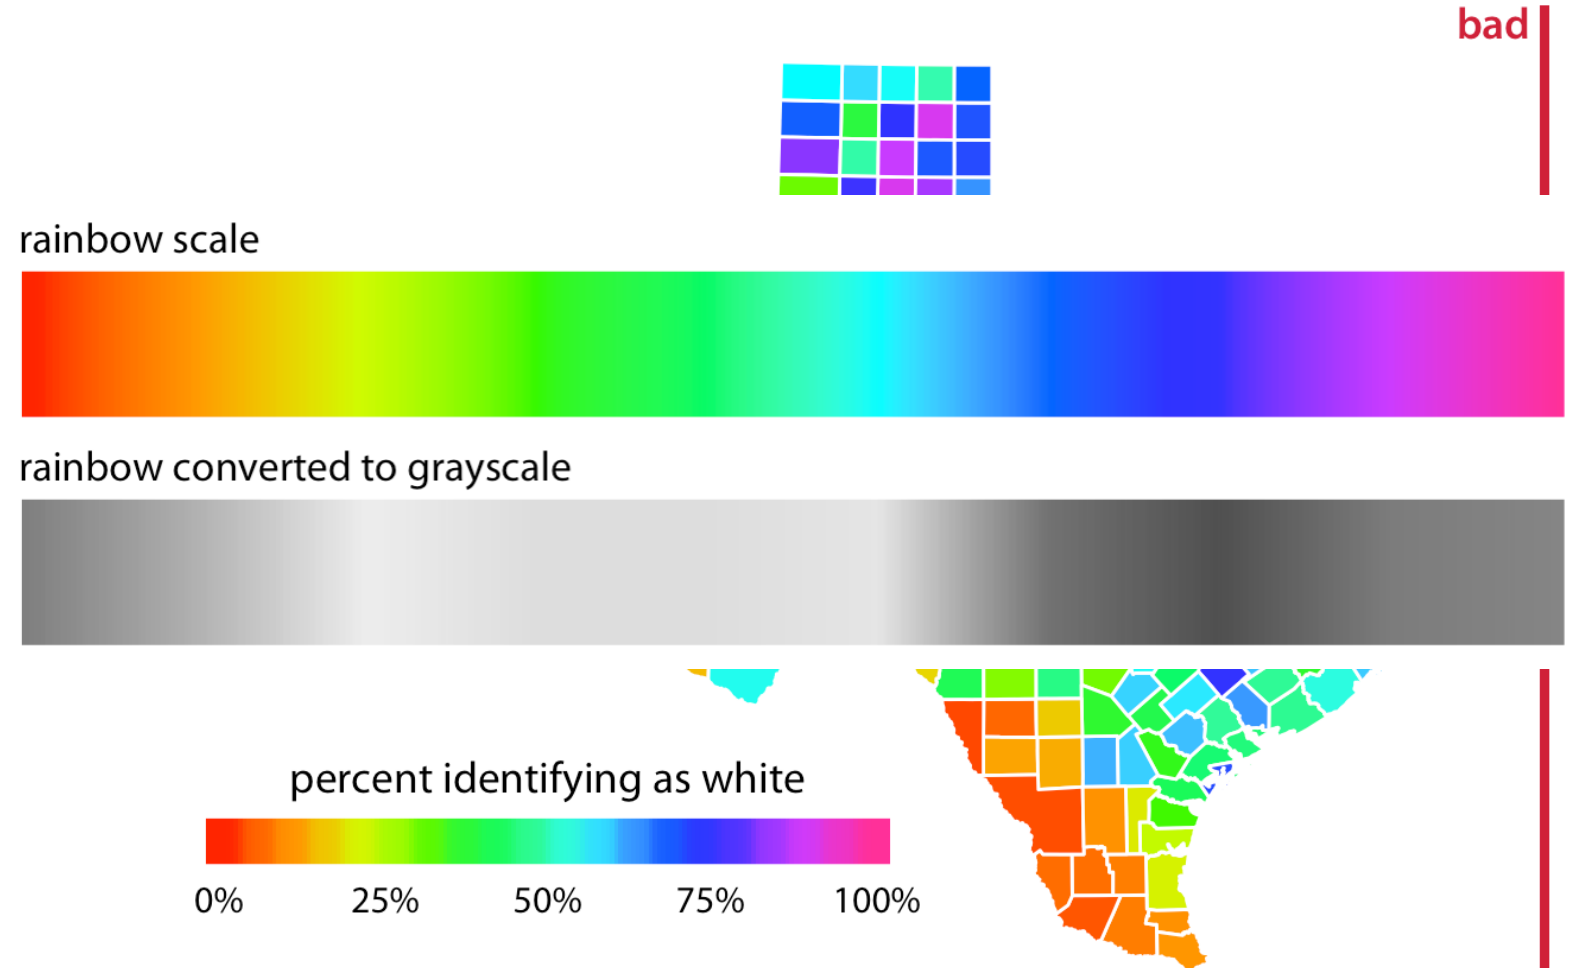 bad
rainbow scale
rainbow converted to grayscale
percent identifying as white
0% 25% 50% 75% 100%